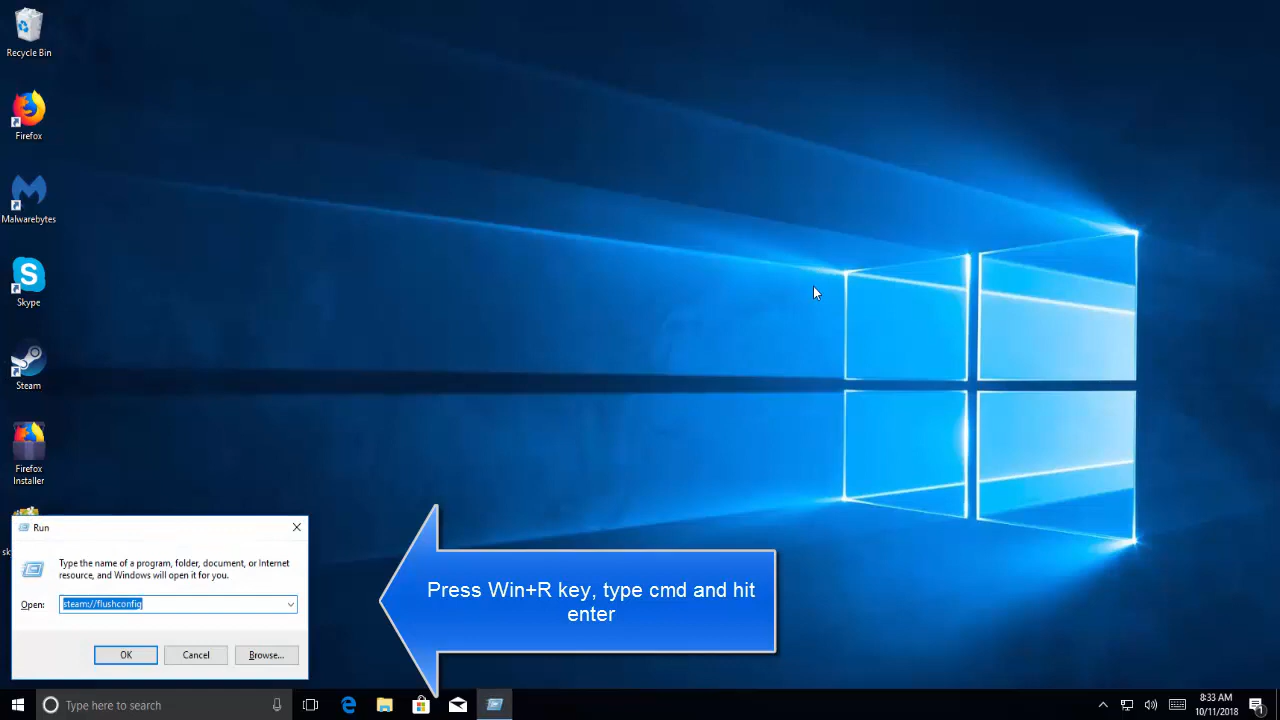 Recycle Bin
Firefox
Malwarebytes
Skype
Steam
Firefox
Installer
sk
Run
Type the name of a program, folder, document, or Internet
resource, and Windows will open it for you.
Open:
steam://flushconfig
OK
Cancel
Browse...
Press Win+R key, type cmd and hit
enter
Type here to search
8:33 AM
10/11/2018
1